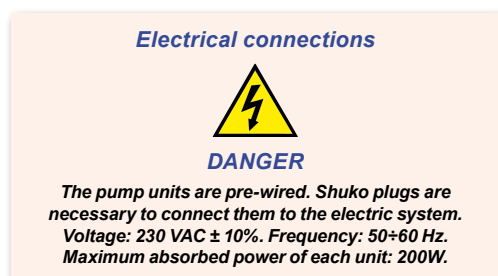 Electrical connections
DANGER
The pump units are pre-wired. Shuko plugs are
necessary to connect them to the electric system.
Voltage: 230 VAC ± 10%. Frequency: 50÷60 Hz.
Maximum absorbed power of each unit: 200W.